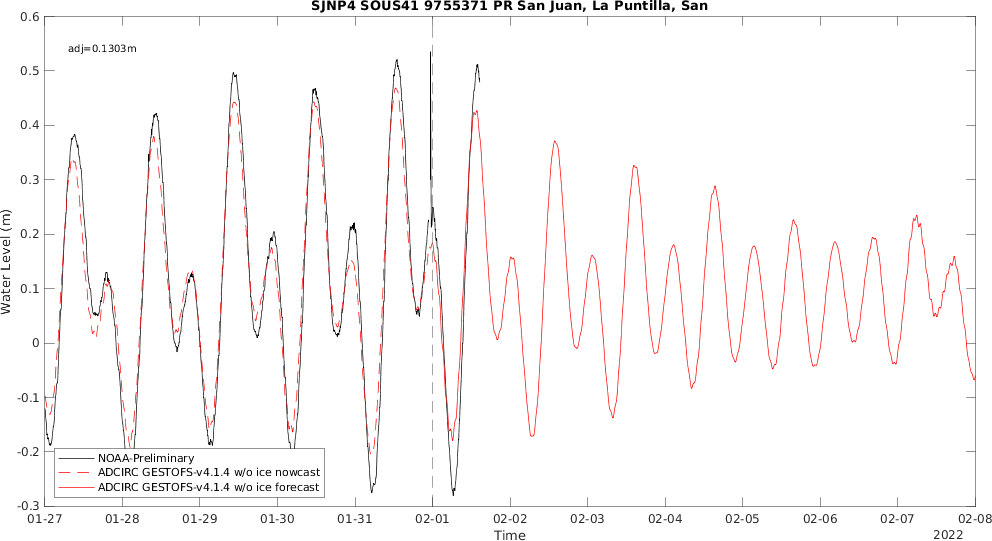 SJNP4 SOUS41 9755371 PR San Juan, La Puntilla, San
adj=0.1303m
0.6
0.5
0.4
0.3
0.2
0.1
0
-0.1
-0.2
-0.3
Water Level (m)
NOAA-Preliminary
ADCIRC GESTOFS-v4.1.4 w/o ice nowcast
ADCIRC GESTOFS-v4.1.4 w/o ice forecast
01-27 01-28 01-29 01-30 01-31 02-01 02-02 02-03 02-04 02-05 02-06 02-07 02-08
Time
2022